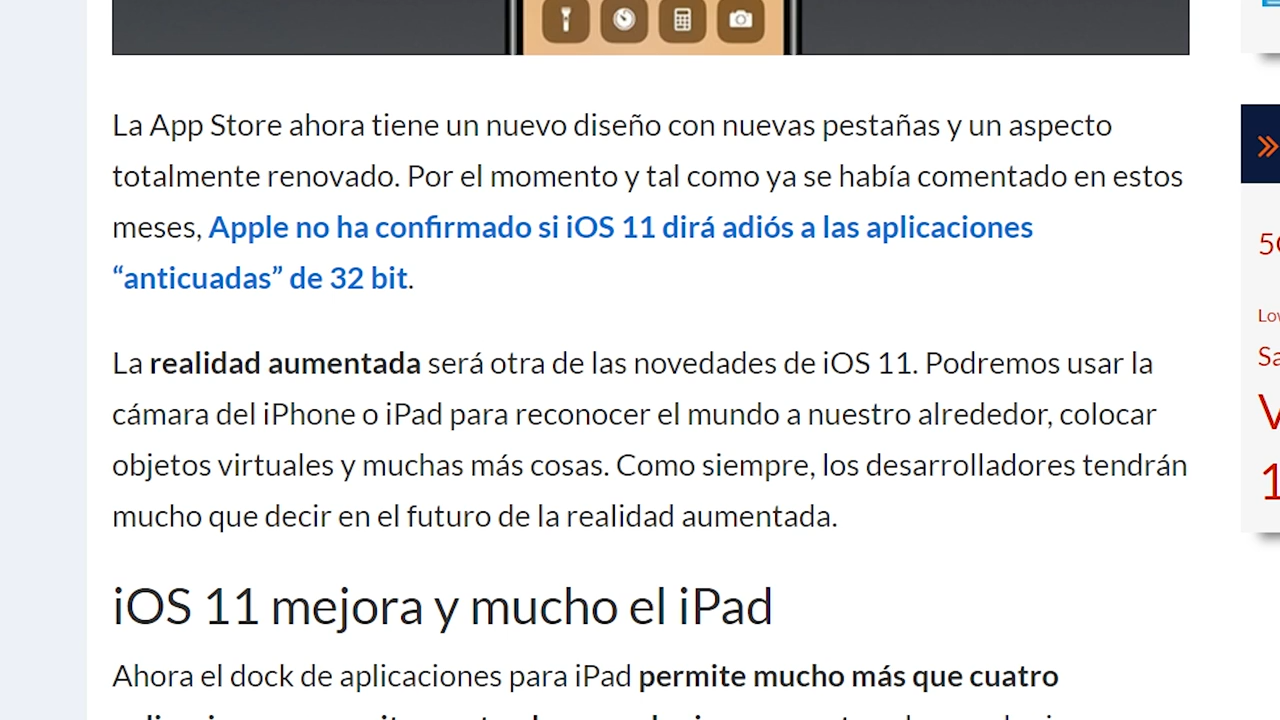 La App Store ahora tiene un nuevo diseño con nuevas pestañas y un aspecto
totalmente renovado. Por el momento y tal como ya se había comentado en estos
meses, Apple no ha confirmado si iOS 11 dirá adiós a las aplicaciones
“anticuadas” de 32 bit.
La realidad aumentada será otra de las novedades de iOS 11. Podremos usar la
cámara del iPhone o iPad para reconocer el mundo a nuestro alrededor, colocar
objetos virtuales y muchas más cosas. Como siempre, los desarrolladores tendrán
mucho que decir en el futuro de la realidad aumentada.
iOS 11 mejora y mucho el iPad
Ahora el dock de aplicaciones para iPad permite mucho más que cuatro